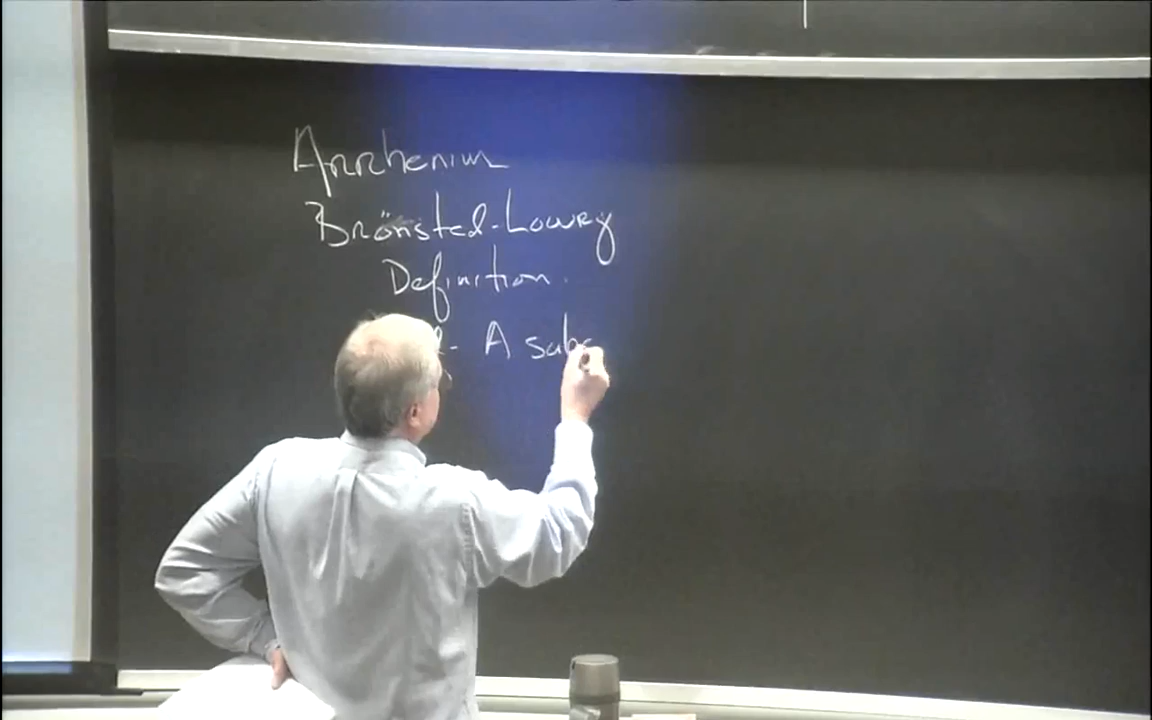 Arrhenius
Brönsted-Lowry
Definition.
- A subs